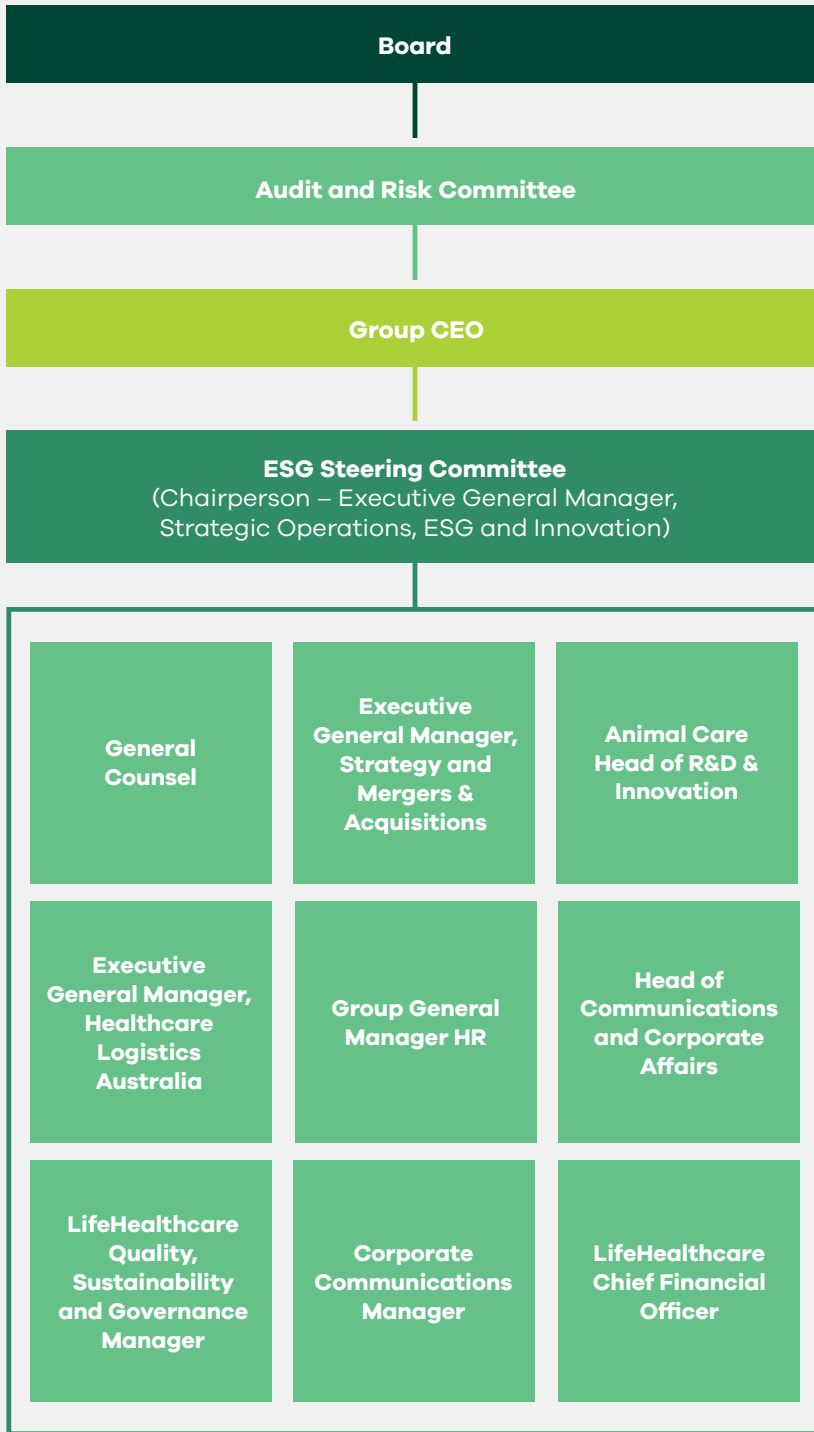 Board
Audit and Risk Committee
Group CEO
ESG Steering Committee
(Chairperson – Executive General Manager,
Strategic Operations, ESG and Innovation)
General
Counsel
Executive
General Manager,
Strategy and
Mergers &
Acquisitions
Animal Care
Head of R&D &
Innovation
Executive
General Manager,
Healthcare
Logistics
Australia
Group General
Manager HR
Head of
Communications
and Corporate
Affairs
LifeHealthcare
Quality,
Sustainability
and Governance
Manager
Corporate
Communications
Manager
LifeHealthcare
Chief Financial
Officer